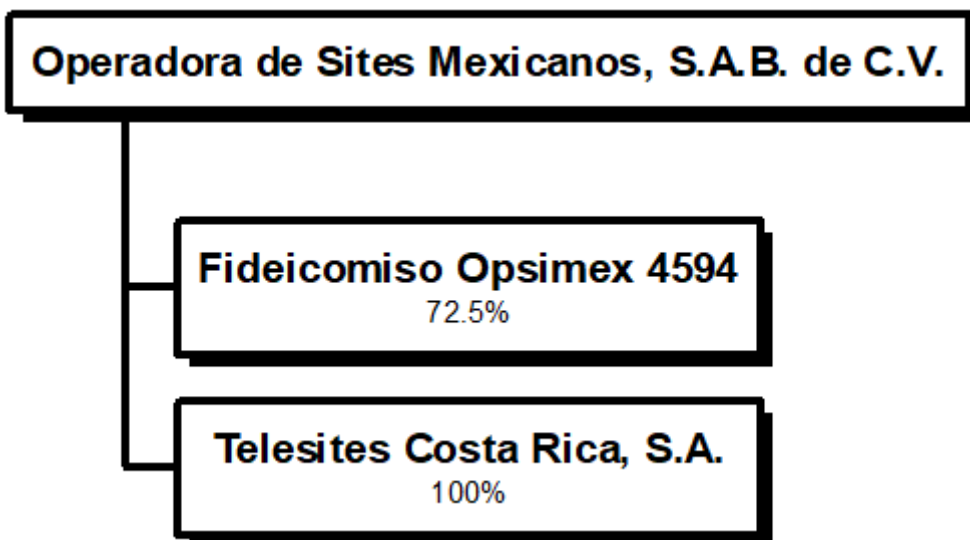 Operadora de Sites Mexicanos, S.A.B. de C.V.
Fideicomiso Opsimex 4594
72.5%
Telesites Costa Rica, S.A.
100%